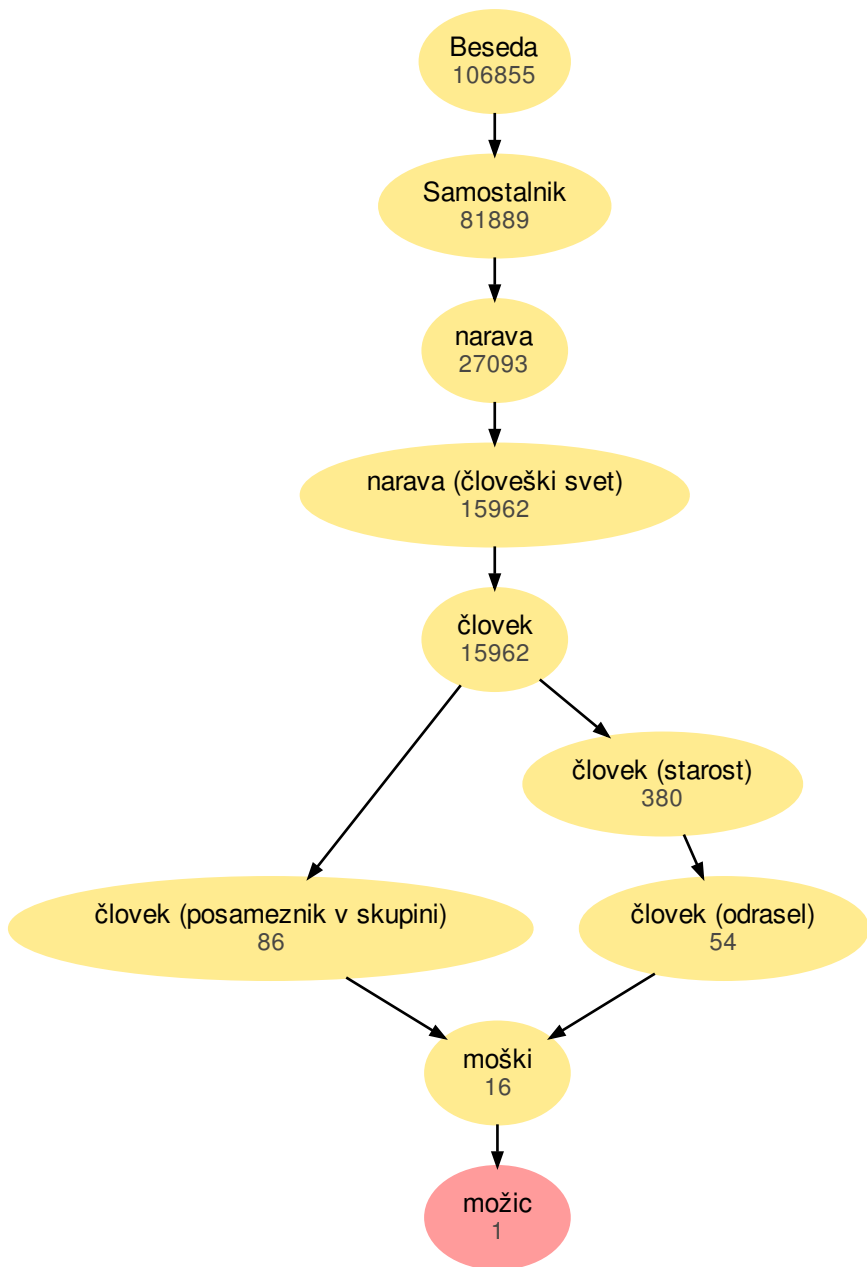 Beseda
106855
Samostalnik
81889
narava
27093
narava (človeški svet)
15962
človek
15962
človek (starost)
380
človek (posameznik v skupini)
86
človek (odrasel)
54
moški
16
možic
1